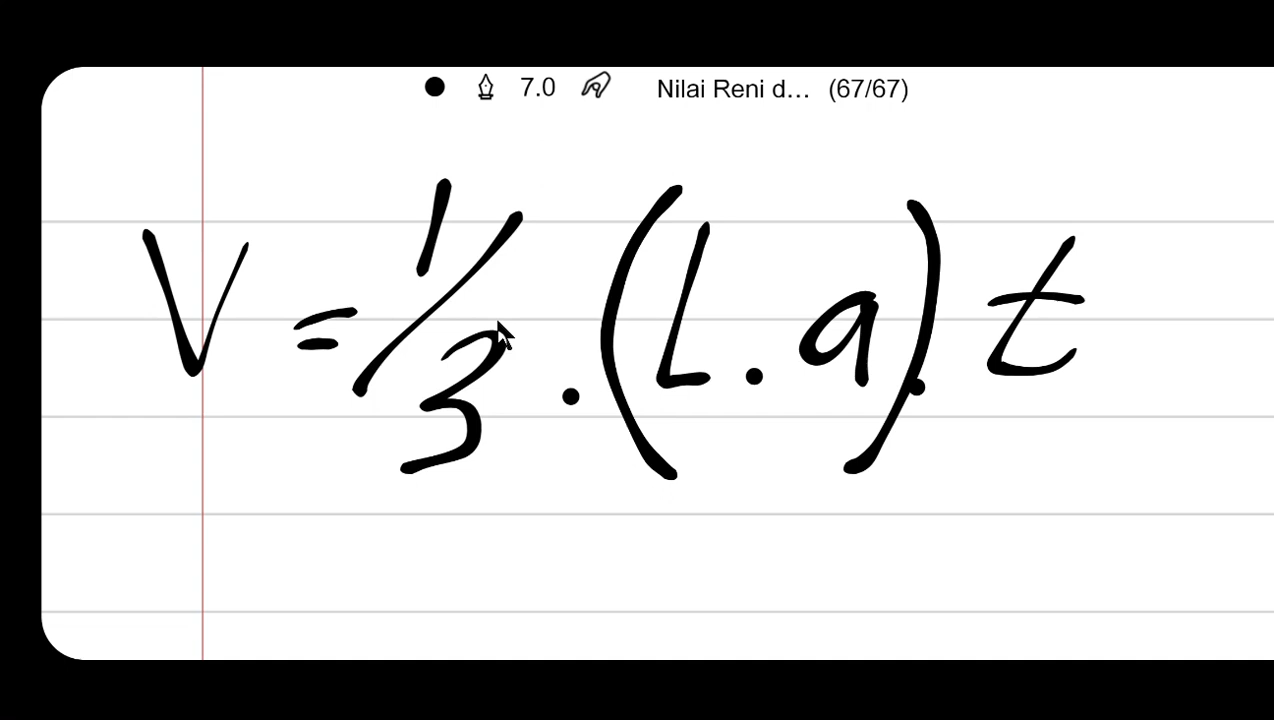 7.0 Nilai Reni d... (67/67)
V = 1/3 . (L . a) . t